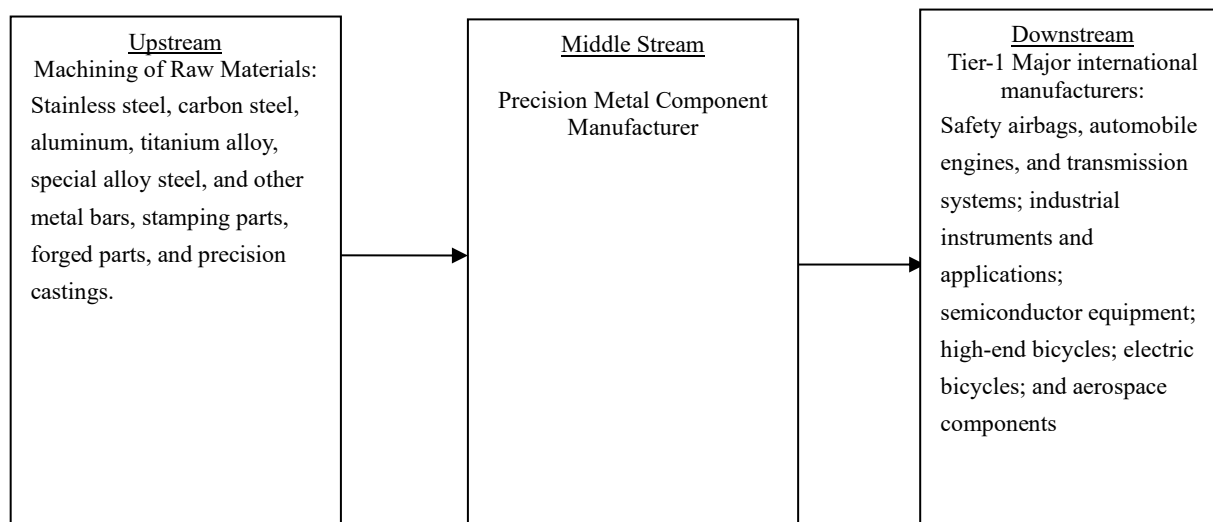 Upstream
Machining of Raw Materials:
Stainless steel, carbon steel,
aluminum, titanium alloy,
special alloy steel, and other
metal bars, stamping parts,
forged parts, and precision
castings.
Middle Stream
Precision Metal Component
Manufacturer
Downstream
Tier-1 Major international
manufacturers:
Safety airbags, automobile
engines, and transmission
systems; industrial
instruments and
applications;
semiconductor equipment;
high-end bicycles; electric
bicycles; and aerospace
components